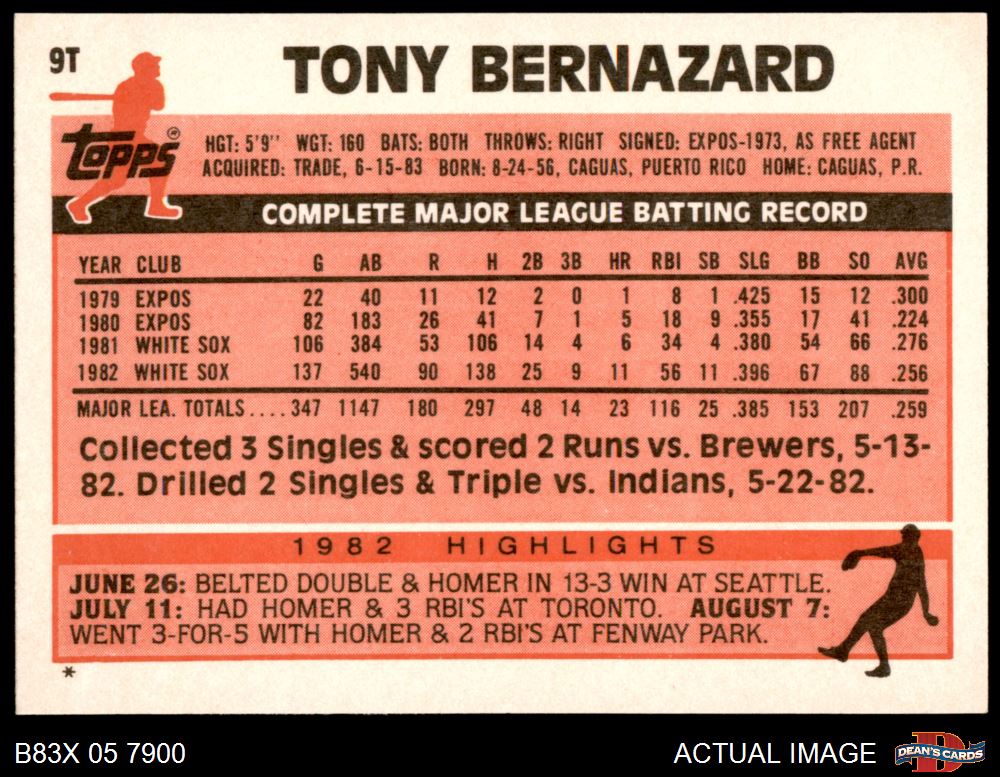 9T
TONY BERNAZARD
Topps®
HGT: 5'9" WGT: 160 BATS: BOTH THROWS: RIGHT SIGNED: EXPOS-1973, AS FREE AGENT
ACQUIRED: TRADE, 6-15-83 BORN: 8-24-56, CAGUAS, PUERTO RICO HOME: CAGUAS, P.R.
COMPLETE MAJOR LEAGUE BATTING RECORD
YEAR CLUB G AB R H 2B 3B HR RBI SB SLG BB SO AVG
1979 EXPOS 22 40 11 12 2 0 1 8 1 .425 15 12 .300
1980 EXPOS 82 183 26 41 7 1 5 18 9 .355 17 41 .224
1981 WHITE SOX 106 384 53 106 14 4 6 34 4 .380 54 66 .276
1982 WHITE SOX 137 540 90 138 25 9 11 56 11 .396 67 88 .256
MAJOR LEA. TOTALS.... 347 1147 180 297 48 14 23 116 25 .385 153 207 .259
Collected 3 Singles & scored 2 Runs vs. Brewers, 5-13-
82. Drilled 2 Singles & Triple vs. Indians, 5-22-82.
1982 HIGHLIGHTS
JUNE 26: BELTED DOUBLE & HOMER IN 13-3 WIN AT SEATTLE.
JULY 11: HAD HOMER & 3 RBI'S AT TORONTO. AUGUST 7:
WENT 3-FOR-5 WITH HOMER & 2 RBI'S AT FENWAY PARK.
*
B83X 05 7900
ACTUAL IMAGE
D
DEAN'S CARDS